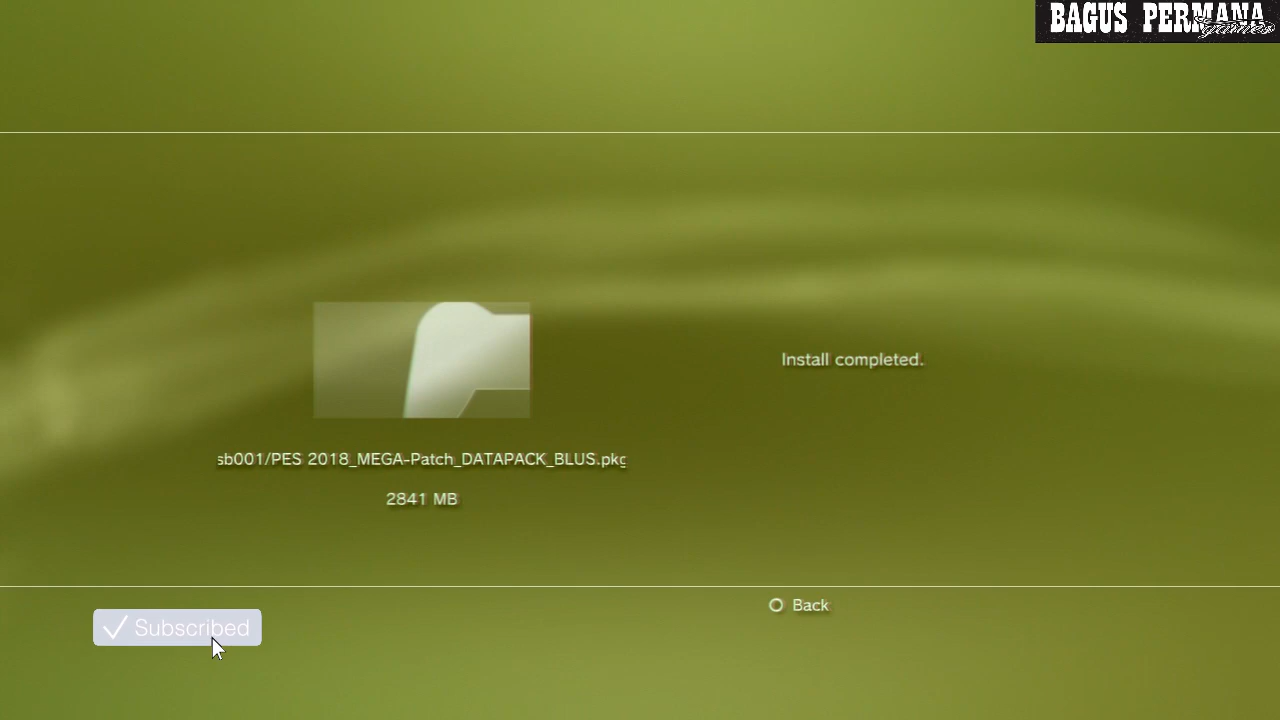 BAGUS PERMANA
games
Install completed.
sb001/PES 2018_MEGA-Patch_DATAPACK_BLUS.pkg
2841 MB
Back
Subscribed